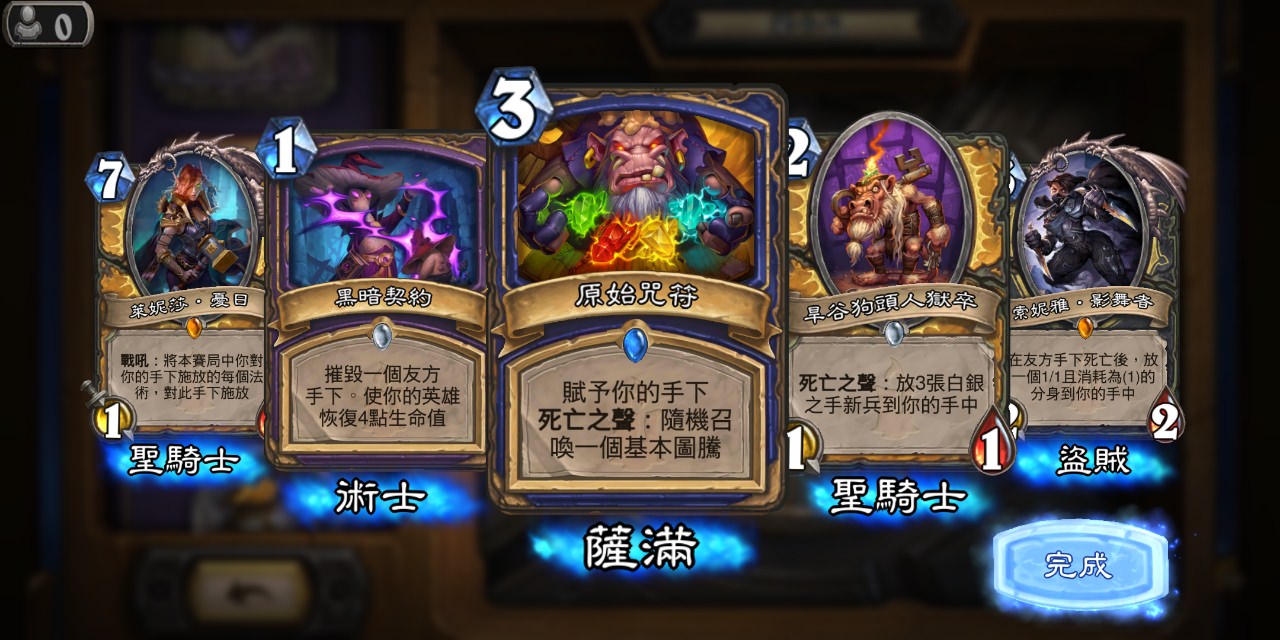 0
7
萊妮莎·憂目
戰吼：將本賽局中你對
你的手下施放的每個法
術，對此手下施放
1
聖騎士
1
黑暗契約
摧毀一個友方
手下。使你的英雄
恢復4點生命值
術士
3
原始咒符
賦予你的手下
死亡之聲：隨機召
喚一個基本圖騰
薩滿
2
旱谷狗頭人獄卒
死亡之聲：放3張白銀
之手新兵到你的手中
1
1
聖騎士
索妮雅·影舞者
在友方手下死亡後，放
一個1/1且消耗為(1)的
分身到你的手中
2
2
盜賊
完成